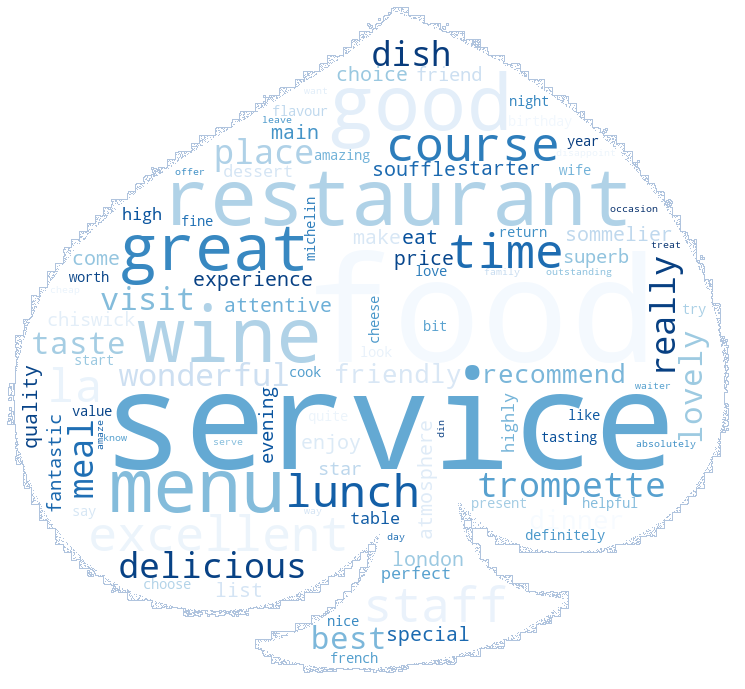 dish
choice friend
good
want
flavour
night
leave
birthday
main
course
year
place
amazing
disappoint
offer
dessert
souffle
starter
wife
restaurant
michelin
occasion
high
fine
great
make
eat
time
return
sommelier
treat
come
price
superb
worth
experience
love
family
outstanding
food
really
cheap
visit
attentive
cheese
try
chiswick
wine
bit
taste
look
lovely
start
wonderful
cook
friendly
recommend
la
waiter
quality
value
service
evening
quite
highly
like
fantastic
meal
amaze
know
serve
enjoy
atmosphere
din
tasting
absolutely
menu
lunch
star
trompette
say
way
table
present
helpful
excellent
dinner
day
definitely
delicious
london
choose
list
perfect
staff
nice
best
special
french